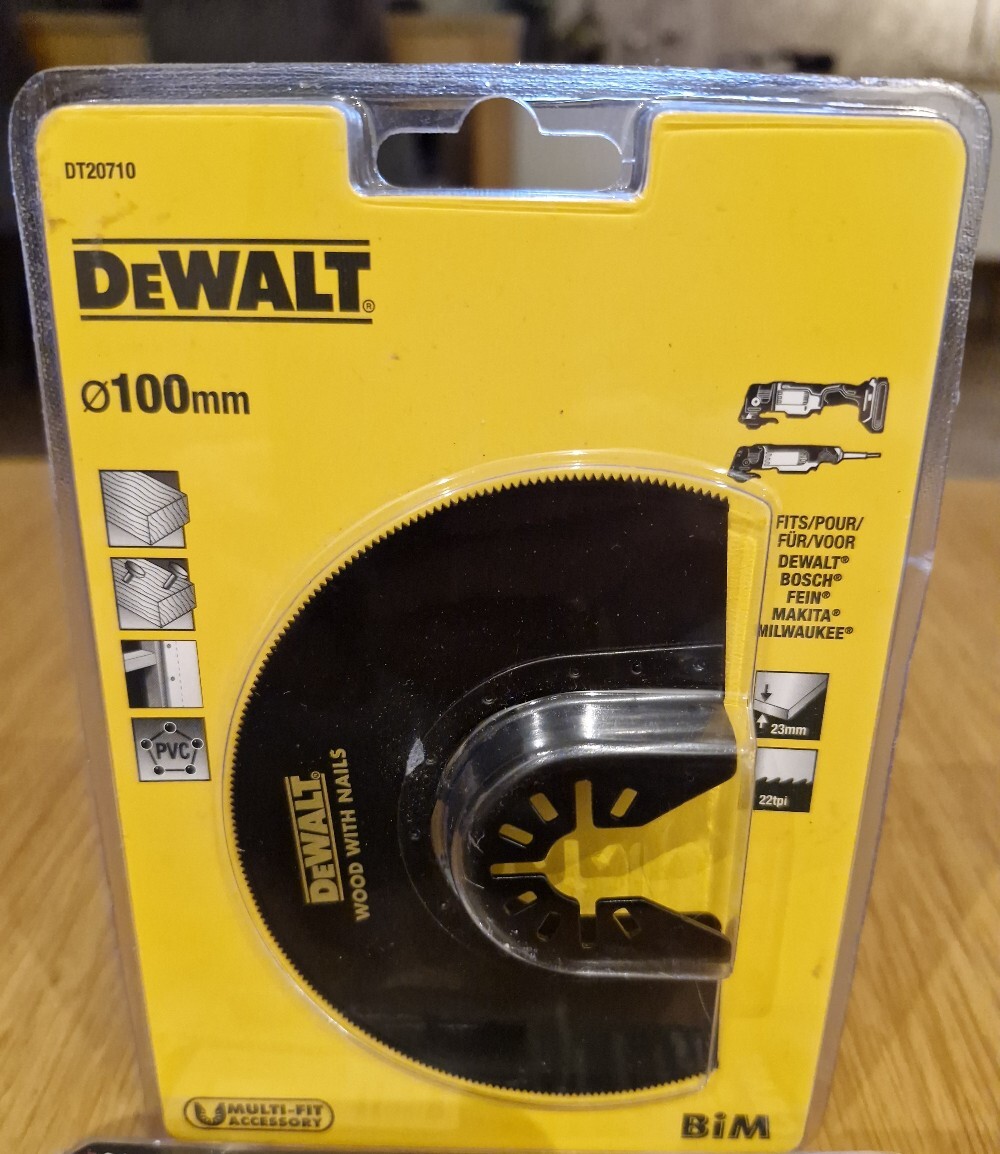 DT20710
DEWALT®
Ø100mm
FITS/POUR/
FÜR/VOOR
DEWALT®
BOSCH®
FEIN®
MAKITA®
MILWAUKEE®
23mm
PVC
22tpi
DEWALT®
WOOD WITH NAILS
MULTI-FIT
ACCESSORY
BiM